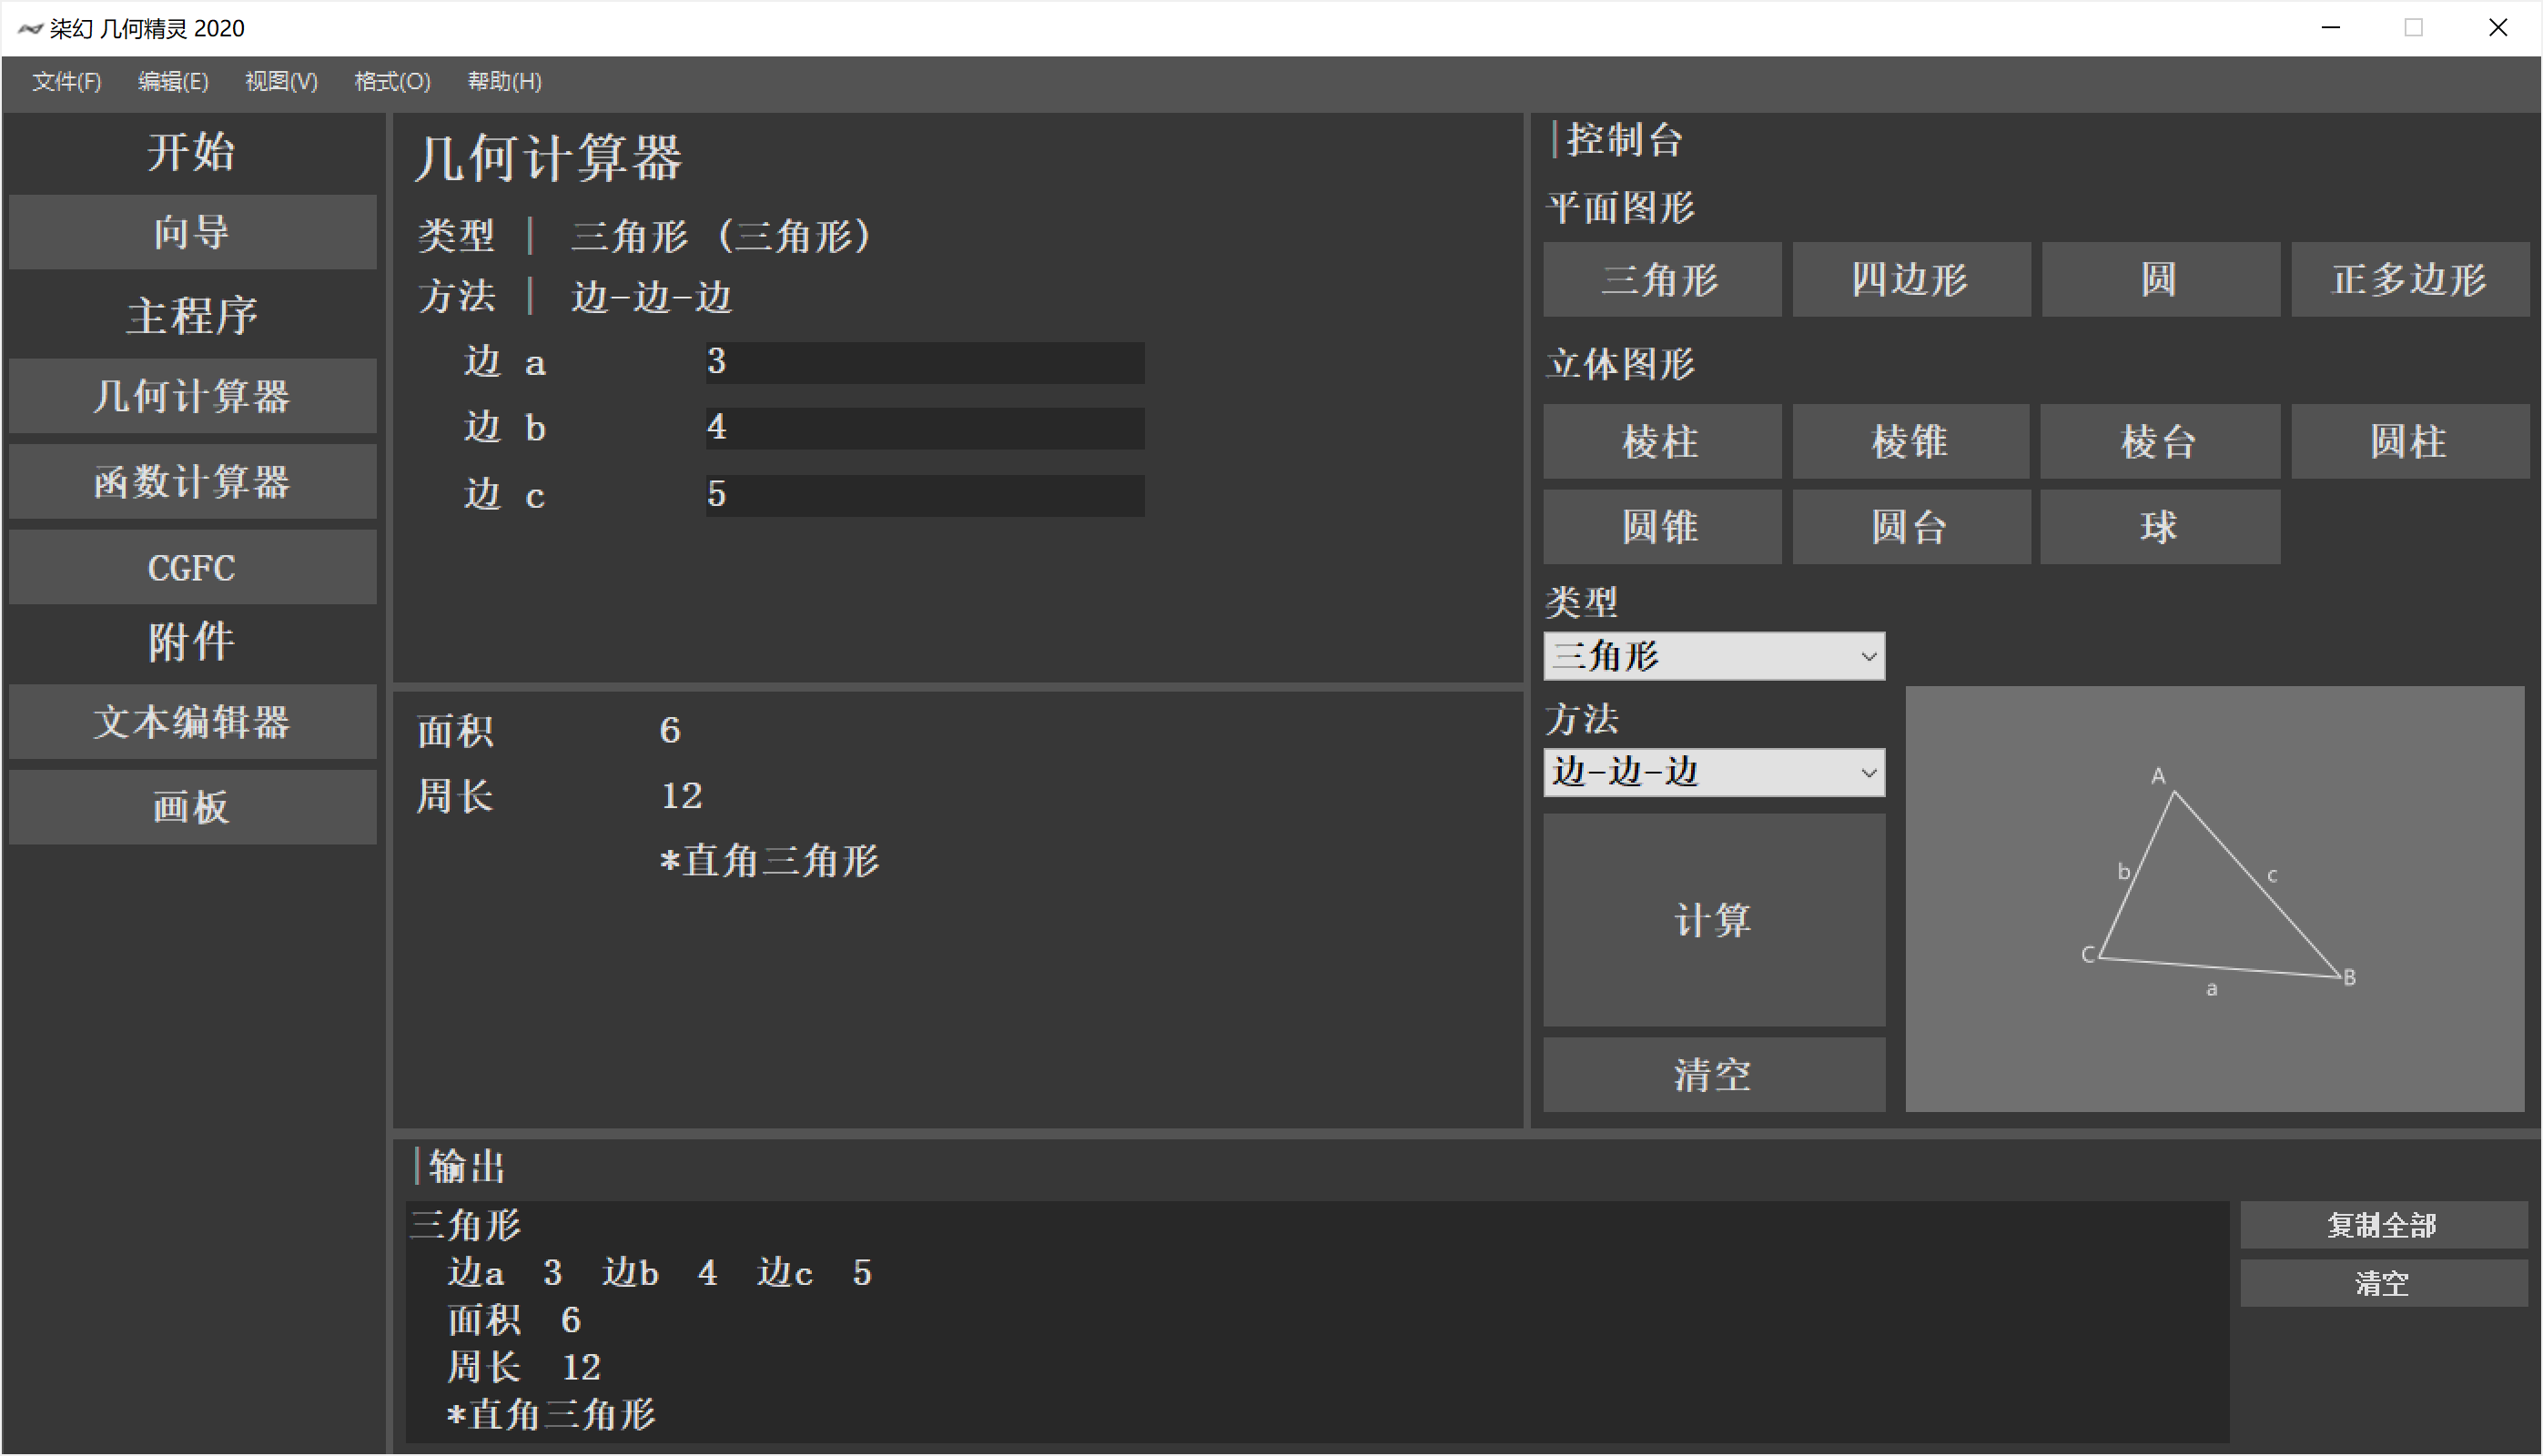 柒幻 几何精灵 2020
文件(F) 编辑(E) 视图(V) 格式(O) 帮助(H)
开始
向导
主程序
几何计算器
函数计算器
CGFC
附件
文本编辑器
画板
几何计算器
类型 | 三角形 (三角形)
方法 | 边-边-边
边 a 3
边 b 4
边 c 5
面积 6
周长 12
*直角三角形
|控制台
平面图形
三角形 四边形 圆 正多边形
立体图形
棱柱 棱锥 棱台 圆柱
圆锥 圆台 球
类型
三角形
方法
边-边-边
计算
清空
A
b c
C B
a
|输出
三角形
边a 3 边b 4 边c 5
面积 6
周长 12
*直角三角形
复制全部
清空